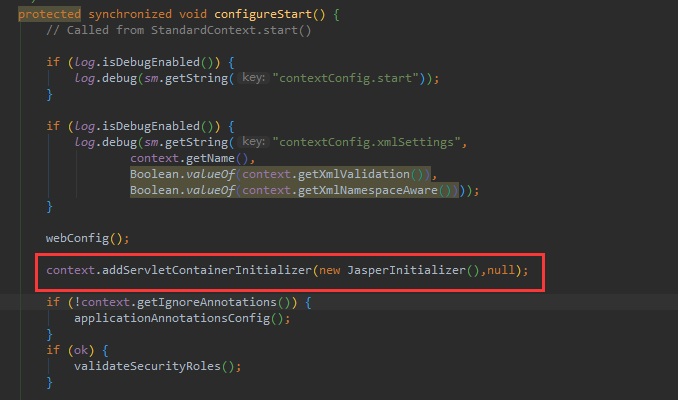 protected synchronized void configureStart() {
// Called from StandardContext.start()
if (log.isDebugEnabled()) {
log.debug(sm.getString( key: "contextConfig.start"));
}
if (log.isDebugEnabled()) {
log.debug(sm.getString( key: "contextConfig.xmlSettings",
context.getName(),
Boolean.valueOf(context.getXmlValidation()),
Boolean.valueOf(context.getXmlNamespaceAware())));
}
webConfig();
context.addServletContainerInitializer(new JasperInitializer(),null);
if (!context.getIgnoreAnnotations()) {
applicationAnnotationsConfig();
}
if (ok) {
validateSecurityRoles();
}